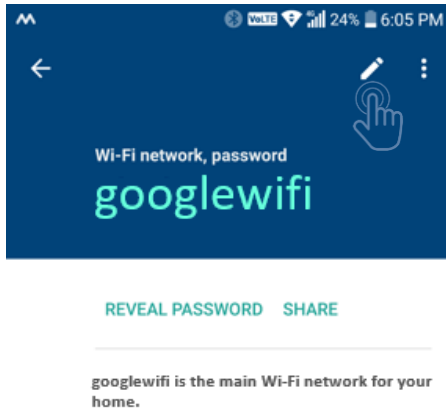 VoLTE 4G 24% 6:05 PM
Wi-Fi network, password
googlewifi
REVEAL PASSWORD SHARE
googlewifi is the main Wi-Fi network for your
home.